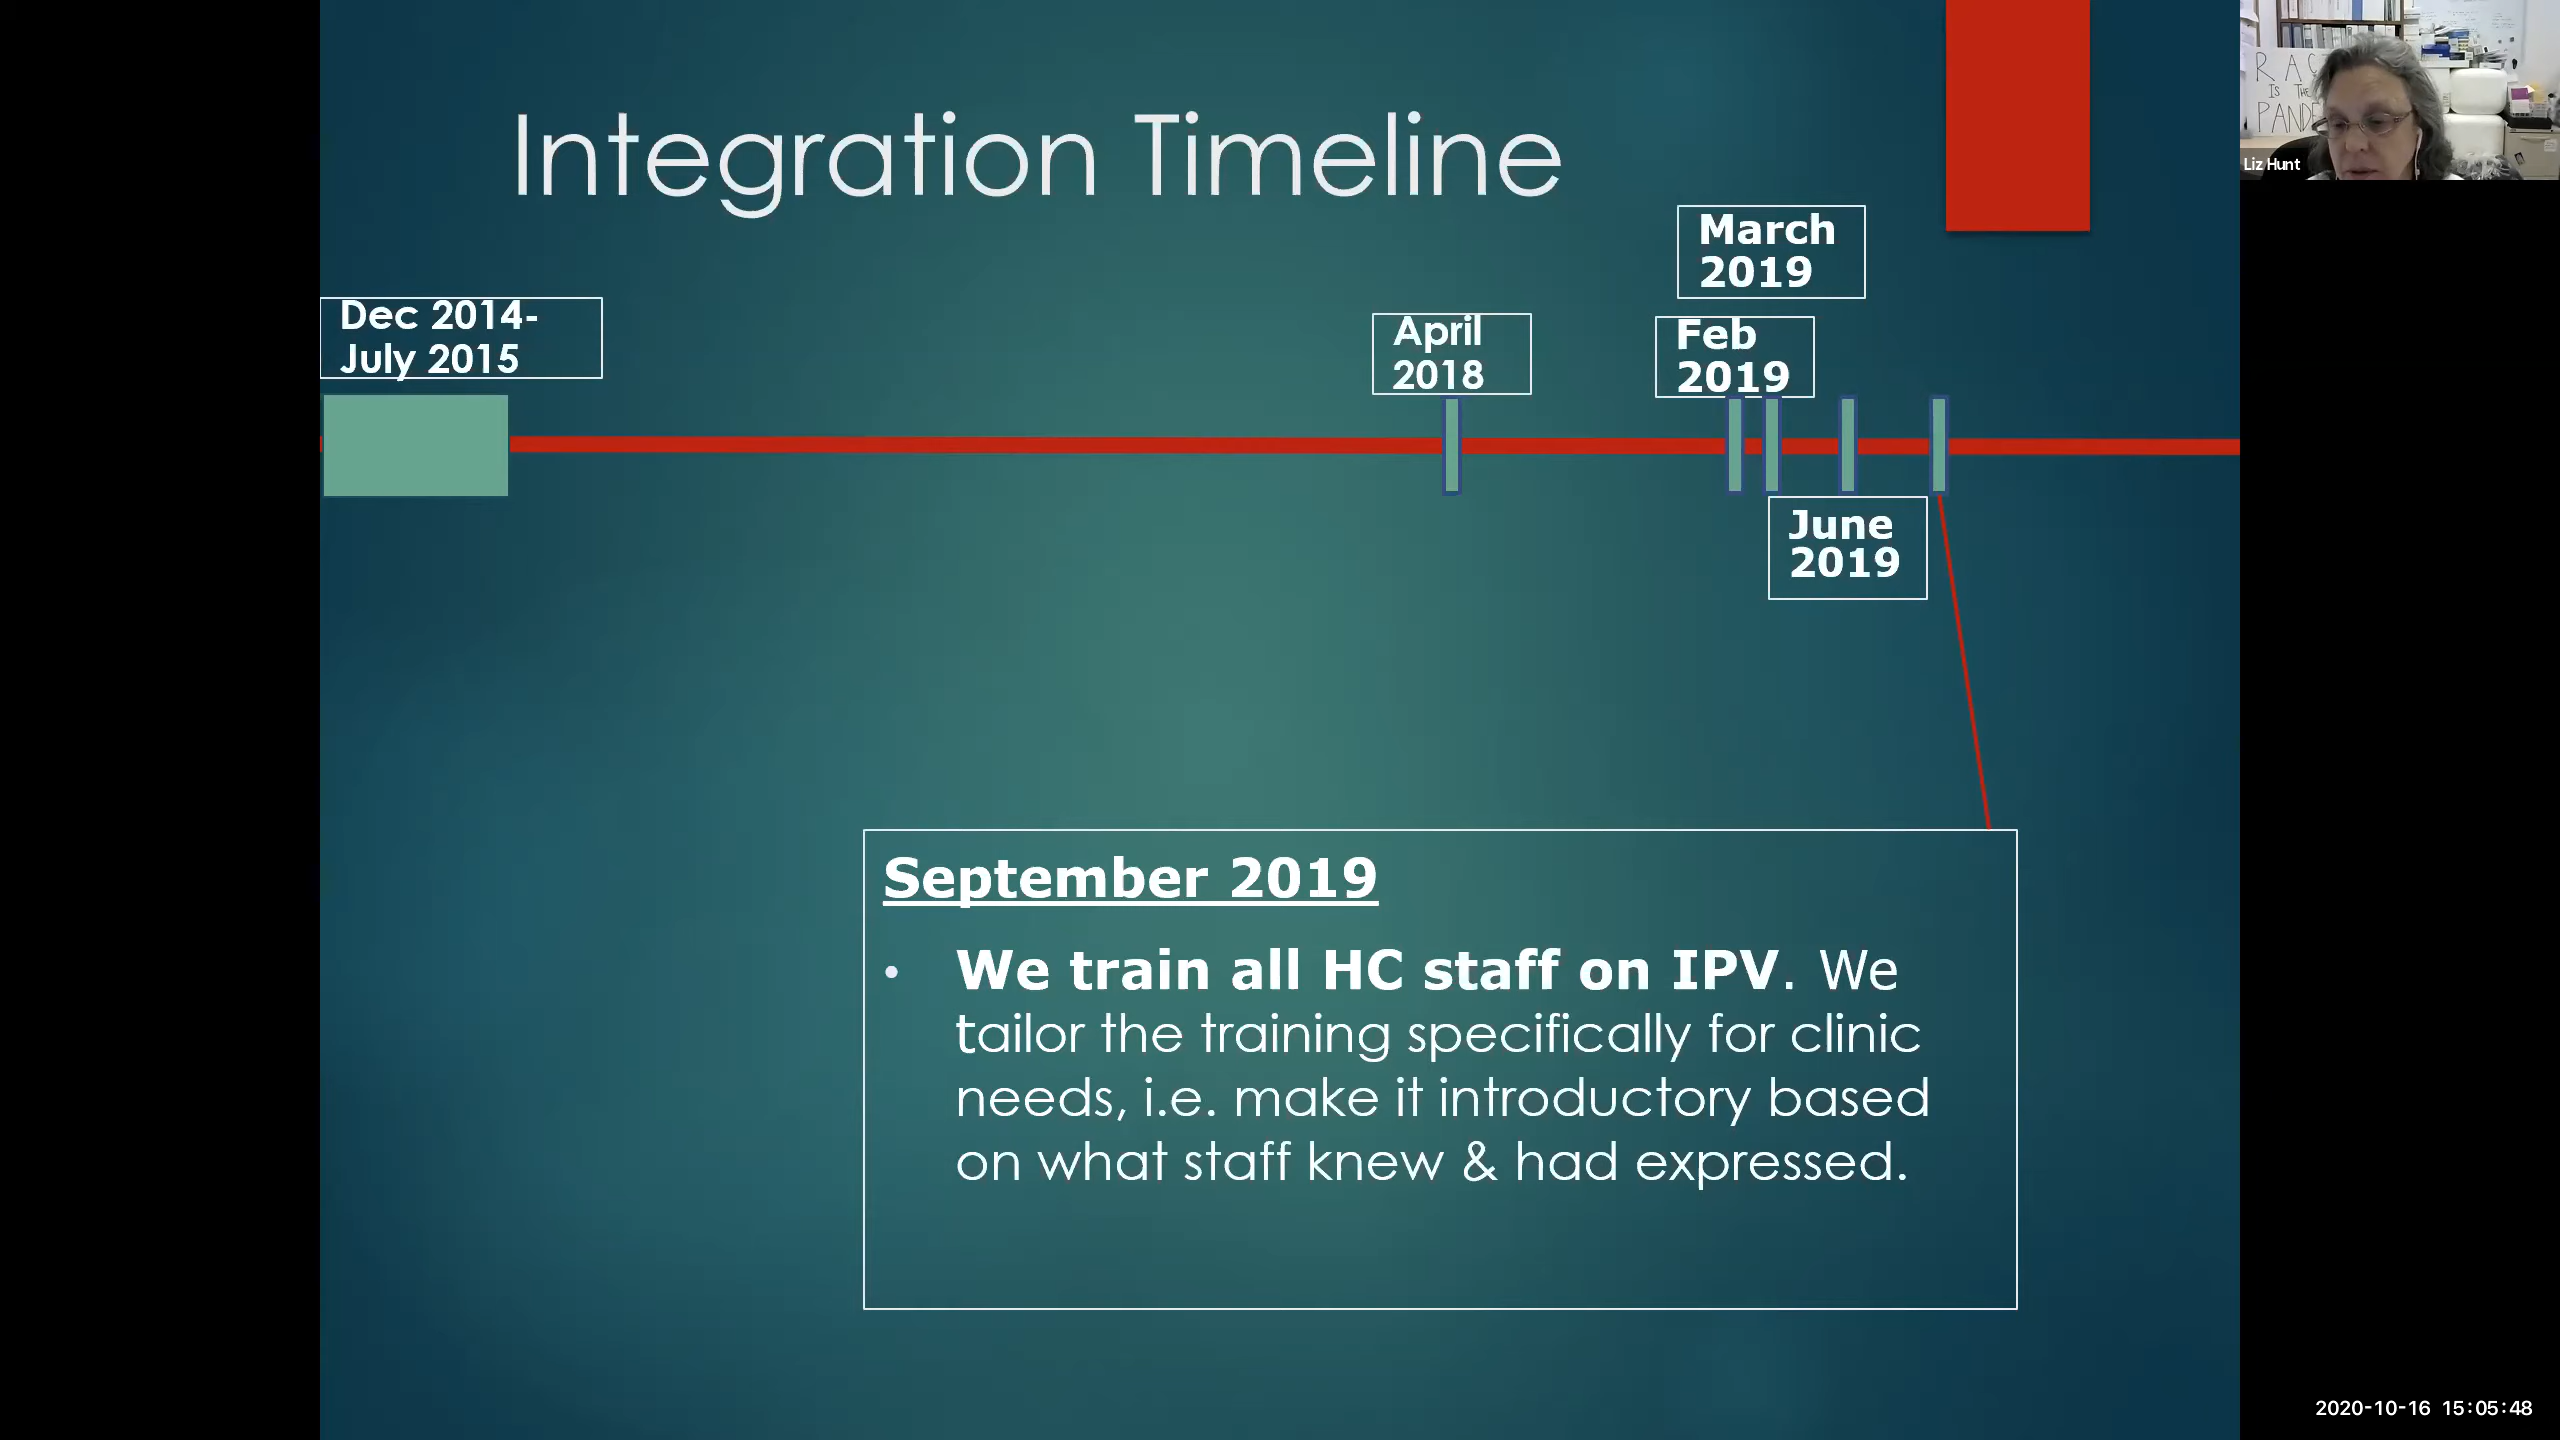 Integration Timeline
March
2019
Dec 2014-
July 2015
April
2018
Feb
2019
June
2019
September 2019
• We train all HC staff on IPV. We
tailor the training specifically for clinic
needs, i.e. make it introductory based
on what staff knew & had expressed.
IS THE
Liz Hunt
2020-10-16 15:05:48